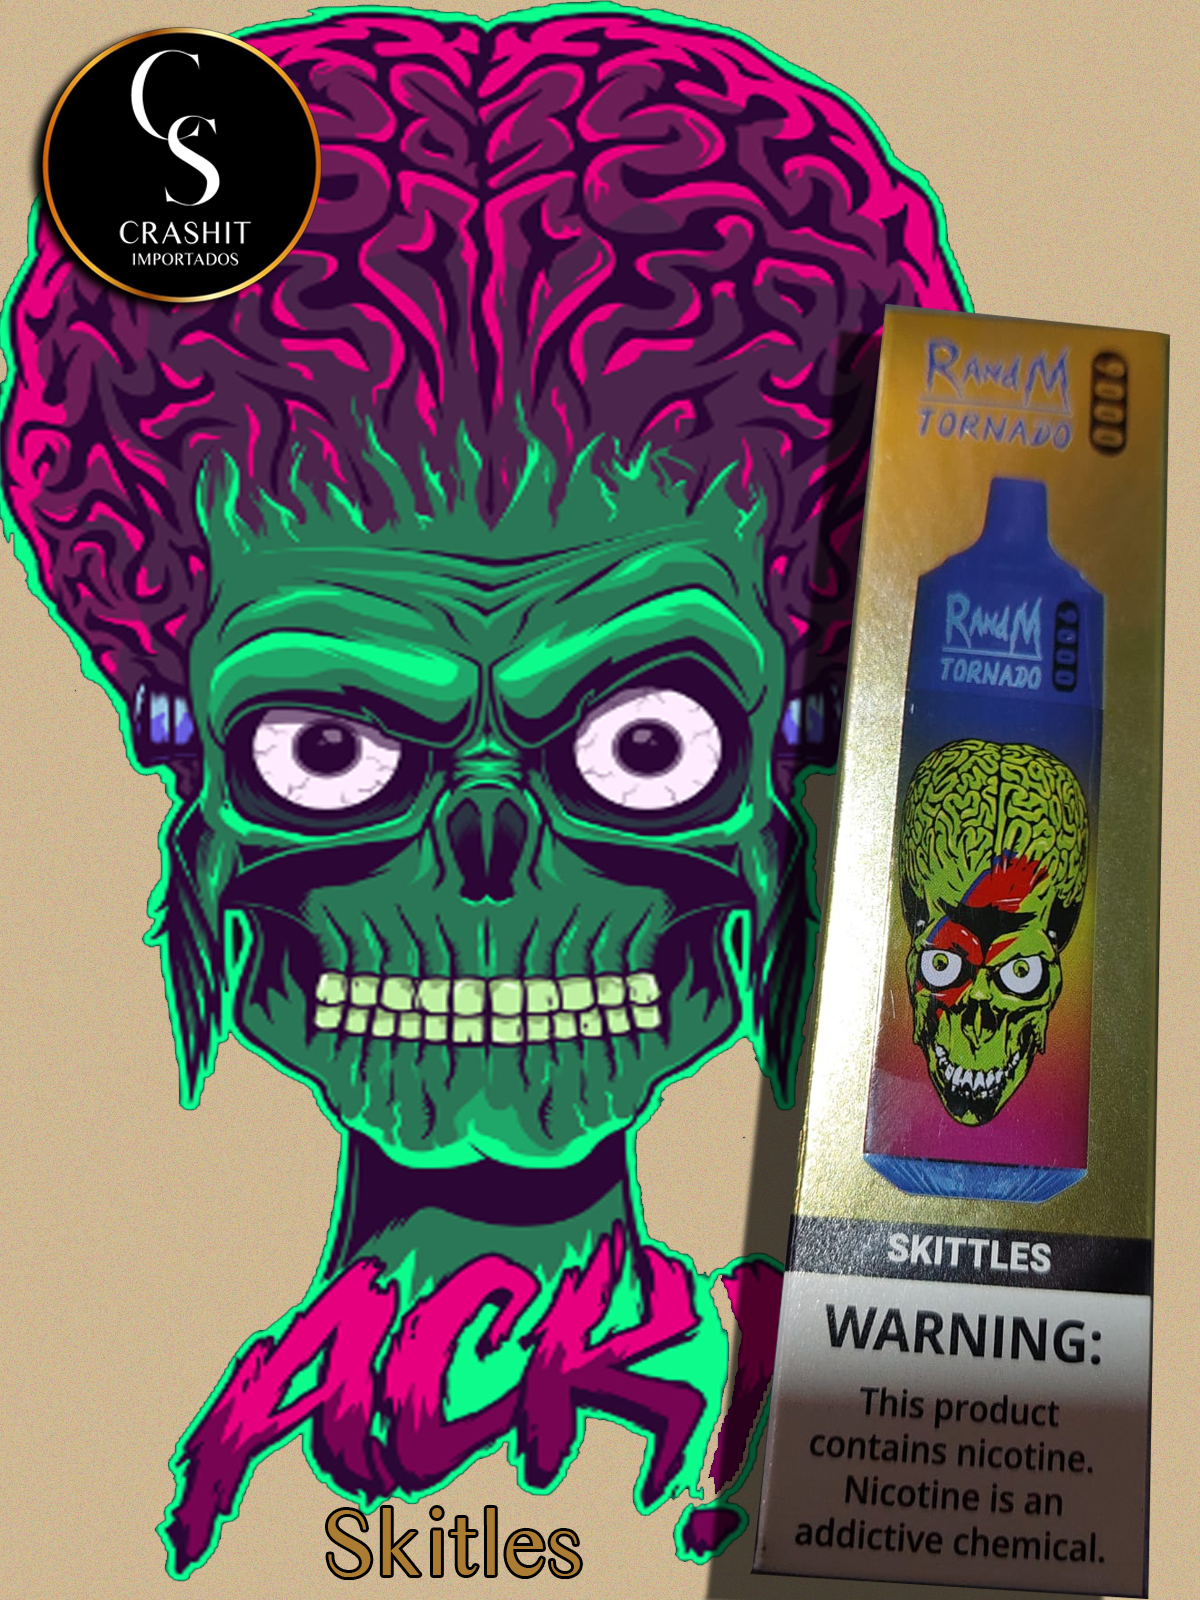 CS
CRASHIT
IMPORTADOS
RandM
TORNADO
9000
RandM
TORNADO
9000
SKITTLES
WARNING:
This product
contains nicotine.
Nicotine is an
addictive chemical.
ACK!
Skitles